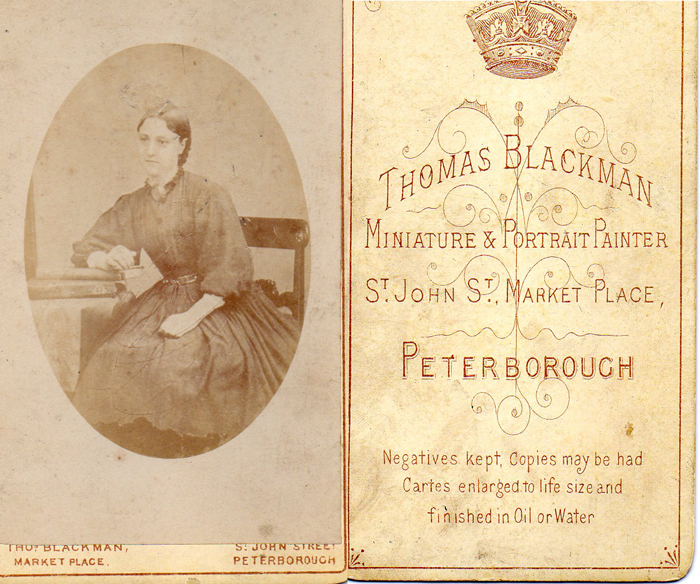 THOS BLACKMAN,
MARKET PLACE.
ST JOHN STREET
PETERBOROUGH
THOMAS BLACKMAN
MINIATURE & PORTRAIT PAINTER
ST. JOHN ST., MARKET PLACE,
PETERBOROUGH
Negatives kept, Copies may be had
Cartes enlarged to life size and
finished in Oil or Water